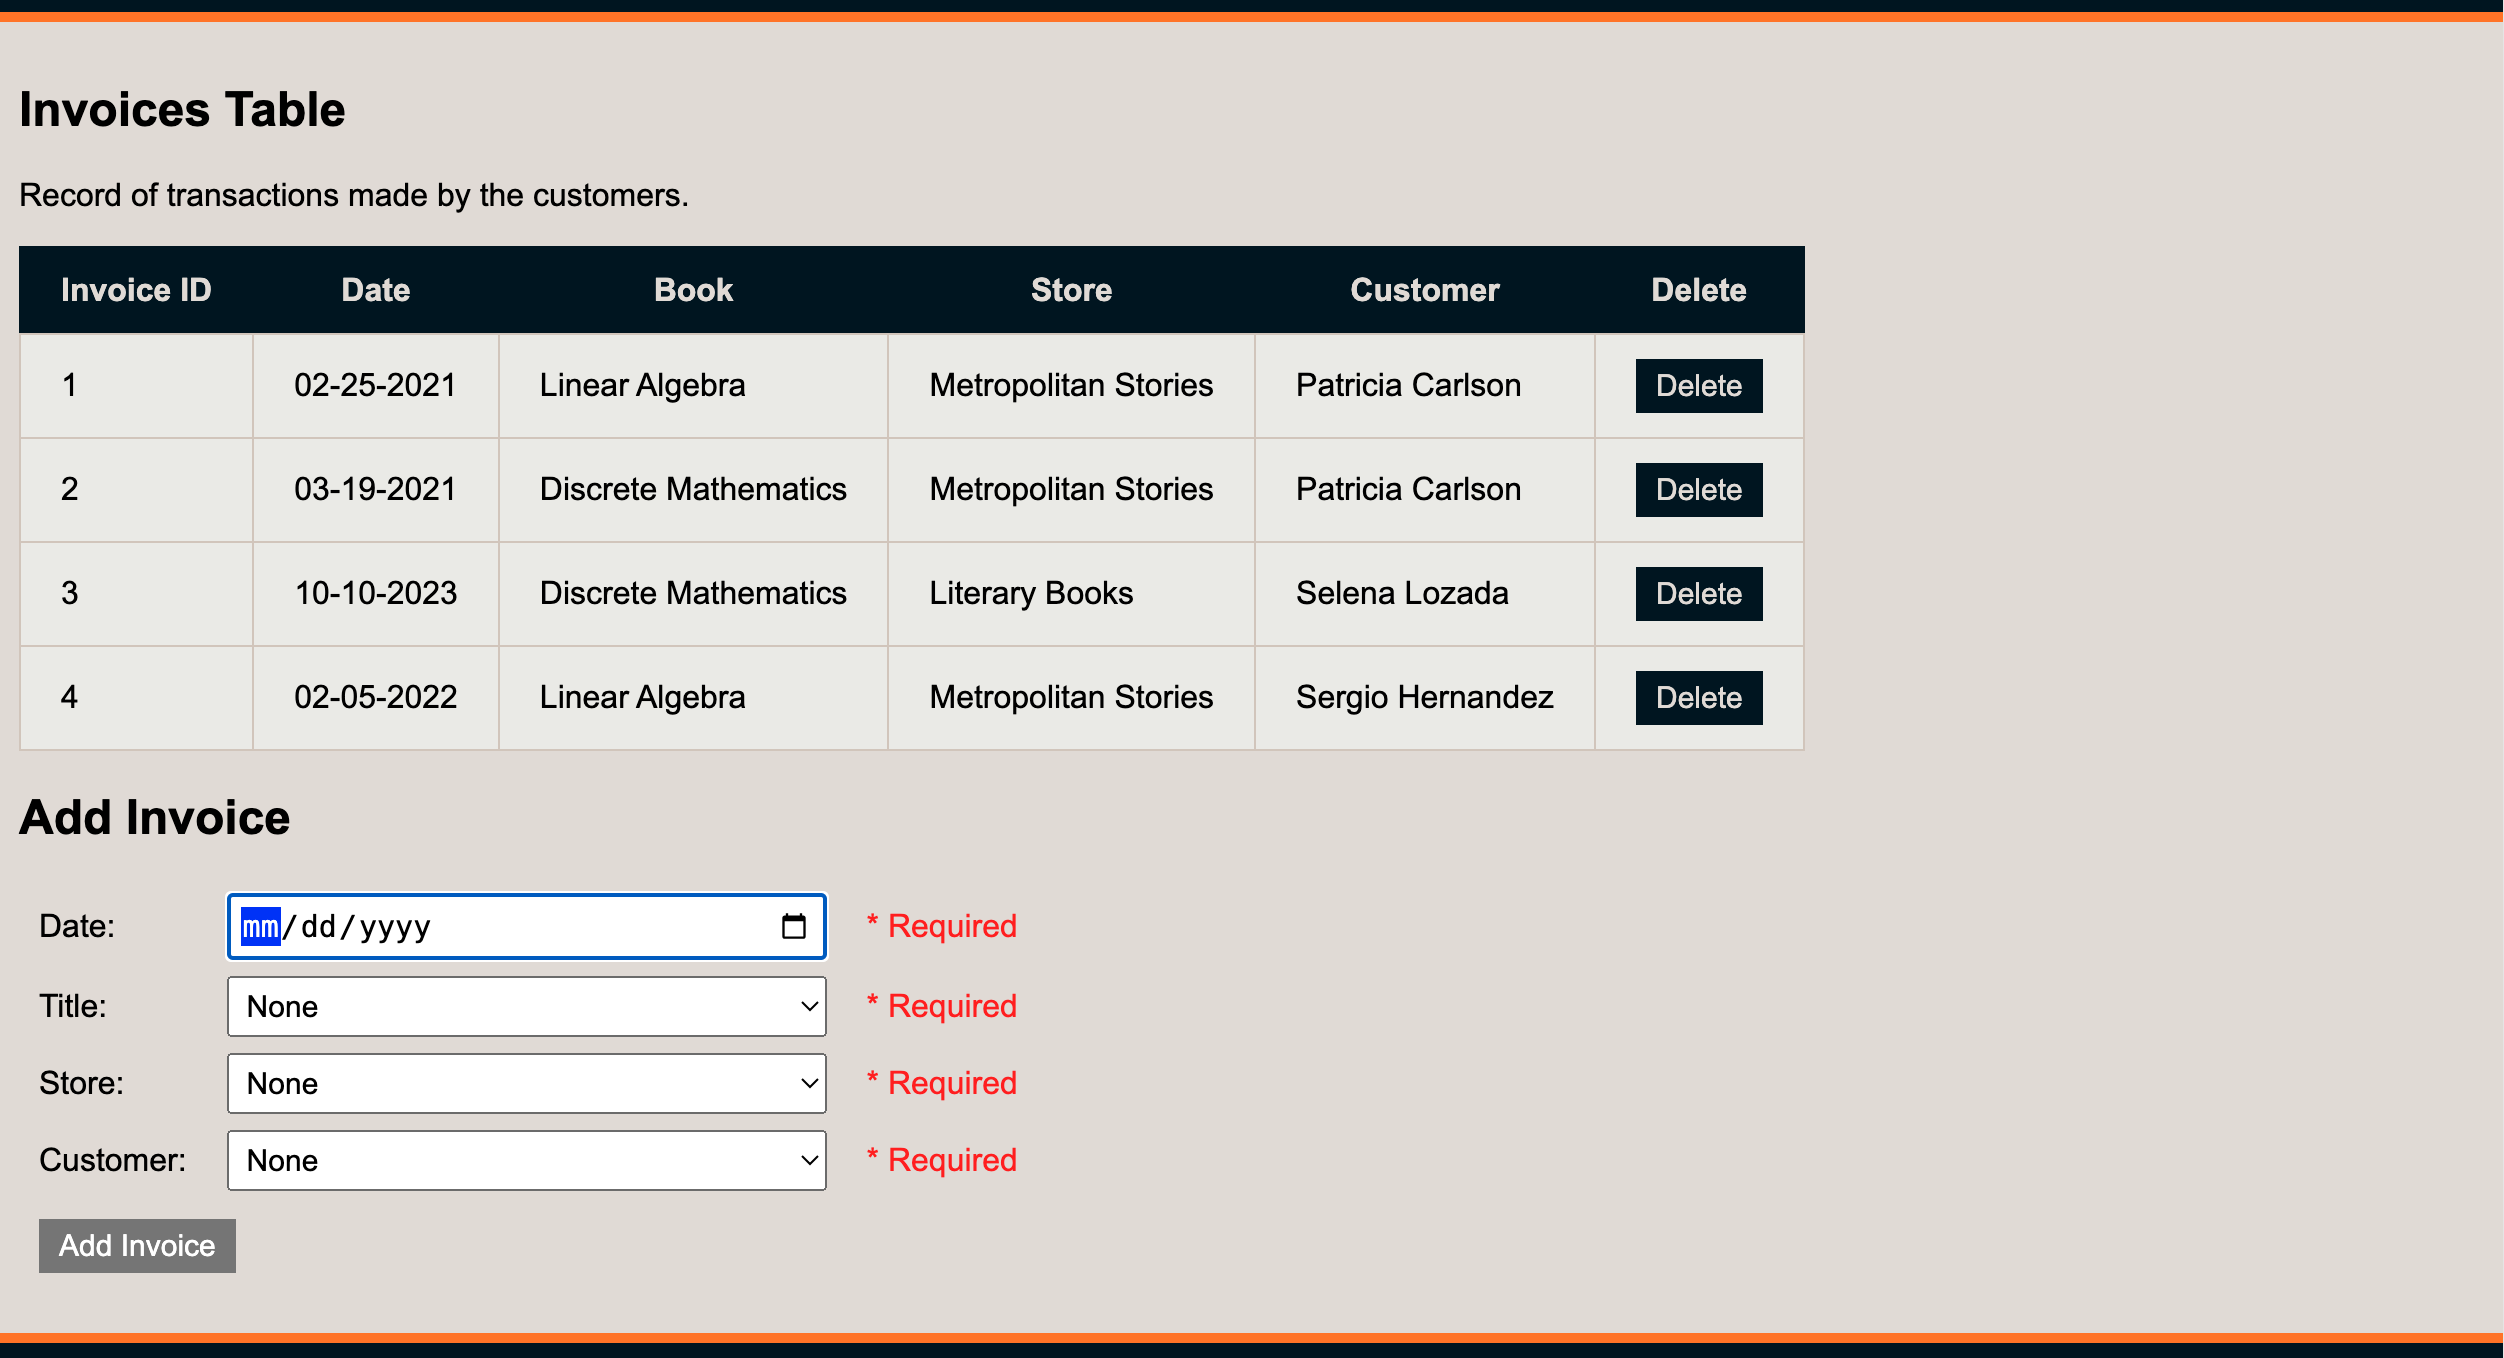 Invoices Table
Record of transactions made by the customers.
Invoice ID Date Book Store Customer Delete
1 02-25-2021 Linear Algebra Metropolitan Stories Patricia Carlson Delete
2 03-19-2021 Discrete Mathematics Metropolitan Stories Patricia Carlson Delete
3 10-10-2023 Discrete Mathematics Literary Books Selena Lozada Delete
4 02-05-2022 Linear Algebra Metropolitan Stories Sergio Hernandez Delete
Add Invoice
Date: mm/dd/yyyy * Required
Title: None * Required
Store: None * Required
Customer: None * Required
Add Invoice